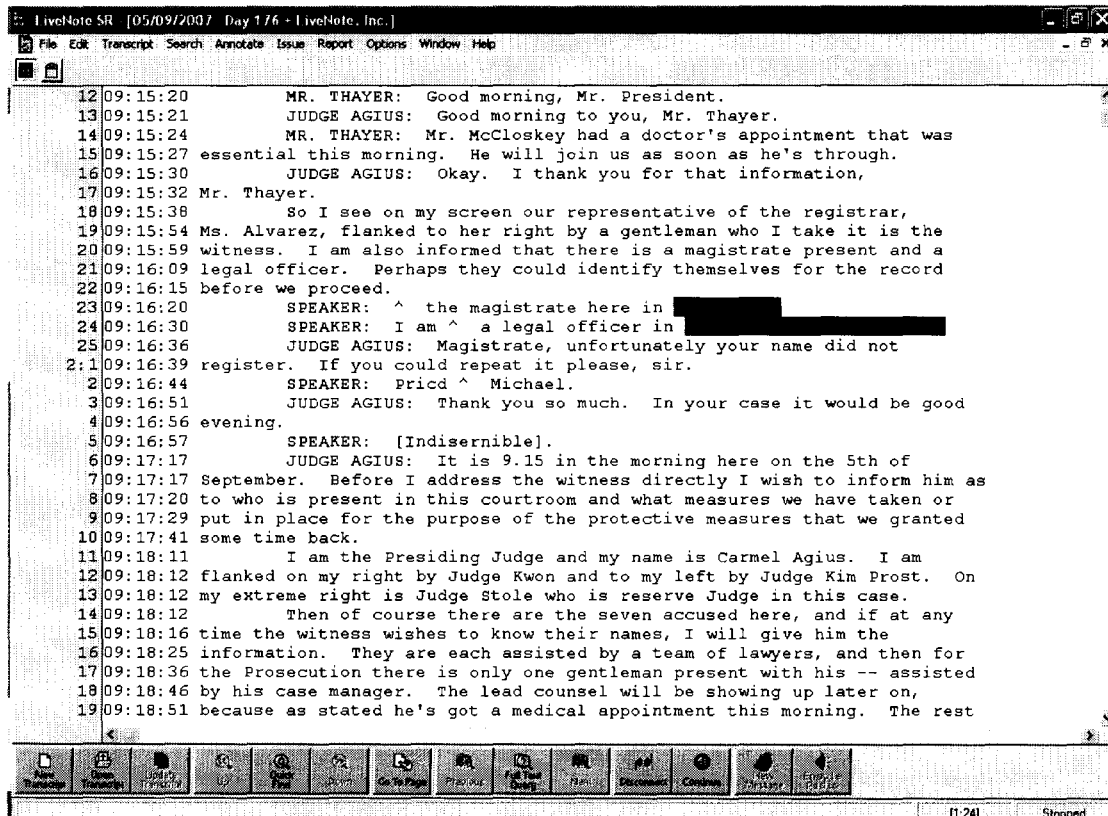 LiveNote SR - [05/09/2007 Day 176 + LiveNote, Inc.]
File Edit Transcript Search Annotate Issue Report Options Window Help
12 09:15:20 MR. THAYER: Good morning, Mr. President.
13 09:15:21 JUDGE AGIUS: Good morning to you, Mr. Thayer.
14 09:15:24 MR. THAYER: Mr. McCloskey had a doctor's appointment that was
15 09:15:27 essential this morning. He will join us as soon as he's through.
16 09:15:30 JUDGE AGIUS: Okay. I thank you for that information,
17 09:15:32 Mr. Thayer.
18 09:15:38 So I see on my screen our representative of the registrar,
19 09:15:54 Ms. Alvarez, flanked to her right by a gentleman who I take it is the
20 09:15:59 witness. I am also informed that there is a magistrate present and a
21 09:16:09 legal officer. Perhaps they could identify themselves for the record
22 09:16:15 before we proceed.
23 09:16:20 SPEAKER: ^ the magistrate here in
24 09:16:30 SPEAKER: I am ^ a legal officer in
25 09:16:36 JUDGE AGIUS: Magistrate, unfortunately your name did not
2:1 09:16:39 register. If you could repeat it please, sir.
2 09:16:44 SPEAKER: Pricd ^ Michael.
3 09:16:51 JUDGE AGIUS: Thank you so much. In your case it would be good
4 09:16:56 evening.
5 09:16:57 SPEAKER: [Indisernible].
6 09:17:17 JUDGE AGIUS: It is 9.15 in the morning here on the 5th of
7 09:17:17 September. Before I address the witness directly I wish to inform him as
8 09:17:20 to who is present in this courtroom and what measures we have taken or
9 09:17:29 put in place for the purpose of the protective measures that we granted
10 09:17:41 some time back.
11 09:18:11 I am the Presiding Judge and my name is Carmel Agius. I am
12 09:18:12 flanked on my right by Judge Kwon and to my left by Judge Kim Prost. On
13 09:18:12 my extreme right is Judge Stole who is reserve Judge in this case.
14 09:18:12 Then of course there are the seven accused here, and if at any
15 09:18:16 time the witness wishes to know their names, I will give him the
16 09:18:25 information. They are each assisted by a team of lawyers, and then for
17 09:18:36 the Prosecution there is only one gentleman present with his -- assisted
18 09:18:46 by his case manager. The lead counsel will be showing up later on,
19 09:18:51 because as stated he's got a medical appointment this morning. The rest
New Transcript Open Transcript Quick Find Go To Page Previous Full Text Query Disconnect Continue
[1:24] Stopped